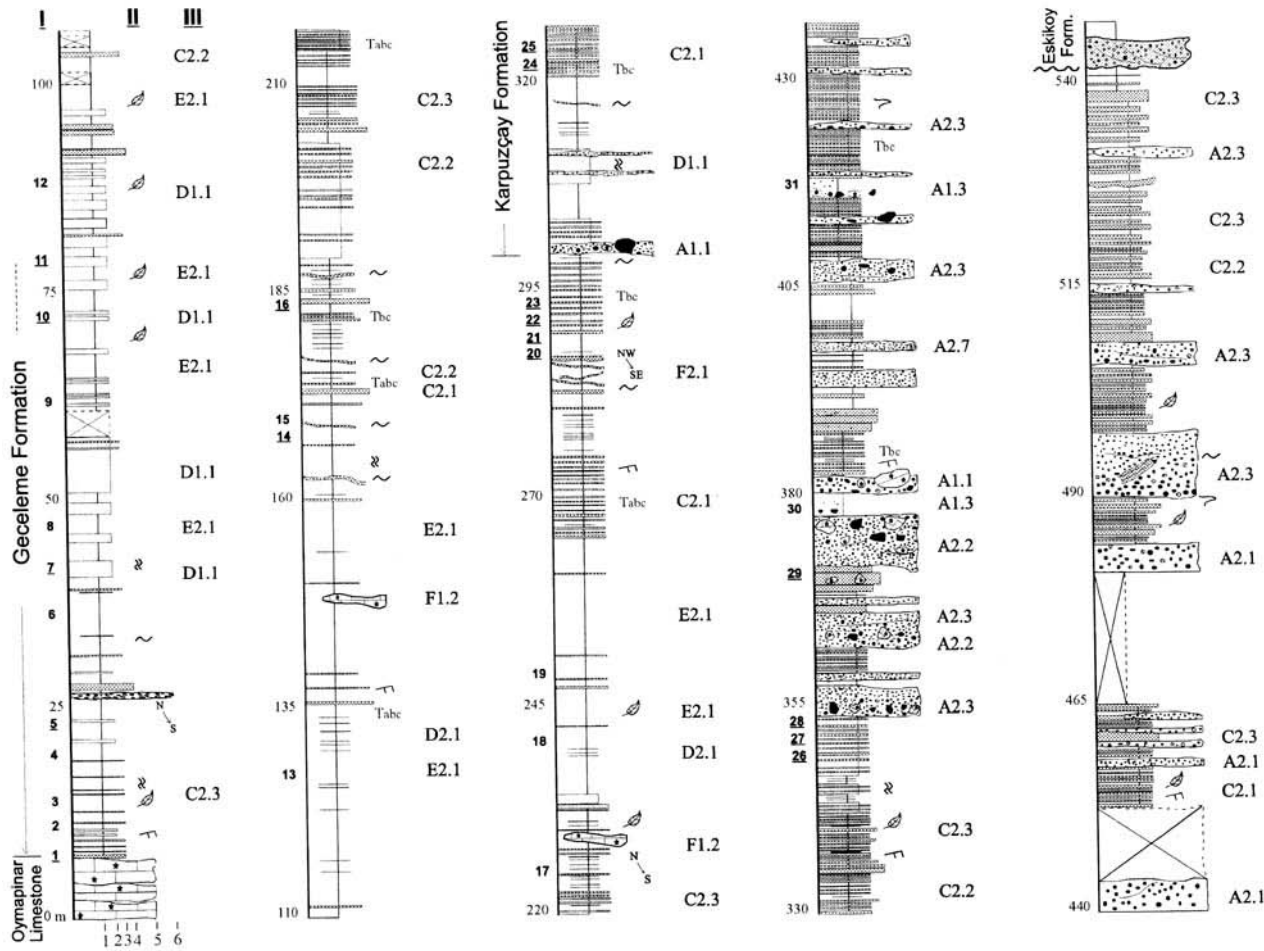 I II III
Geceleme Formation
Oymapinar Limestone
C2.2
100
E2.1
12
D1.1
11
E2.1
75
10
D1.1
E2.1
9
D1.1
50
8
E2.1
7
D1.1
6
25
N
S
5
4
3
C2.3
2
1
0 m
1 2 3 4 5 6
Tabc
210
C2.3
C2.2
185
16
Tbc
C2.2
Tabc
C2.1
15
14
160
E2.1
F1.2
135
Tabc
D2.1
13
E2.1
110
Karpuzçay Formation
25
C2.1
24
Tbc
320
D1.1
A1.1
295
Tbc
23
22
21
20
NW
SE
F2.1
270
Tabc
C2.1
E2.1
19
245
E2.1
18
D2.1
F1.2
N
S
17
C2.3
220
430
A2.3
Tbc
31
A1.3
A2.3
405
A2.7
Tbc
A1.1
380
A1.3
30
A2.2
29
A2.3
A2.2
355
A2.3
28
27
26
C2.3
C2.2
330
Eskikoy Form.
540
C2.3
A2.3
C2.3
C2.2
515
A2.3
A2.3
490
A2.1
465
C2.3
A2.1
C2.1
440
A2.1